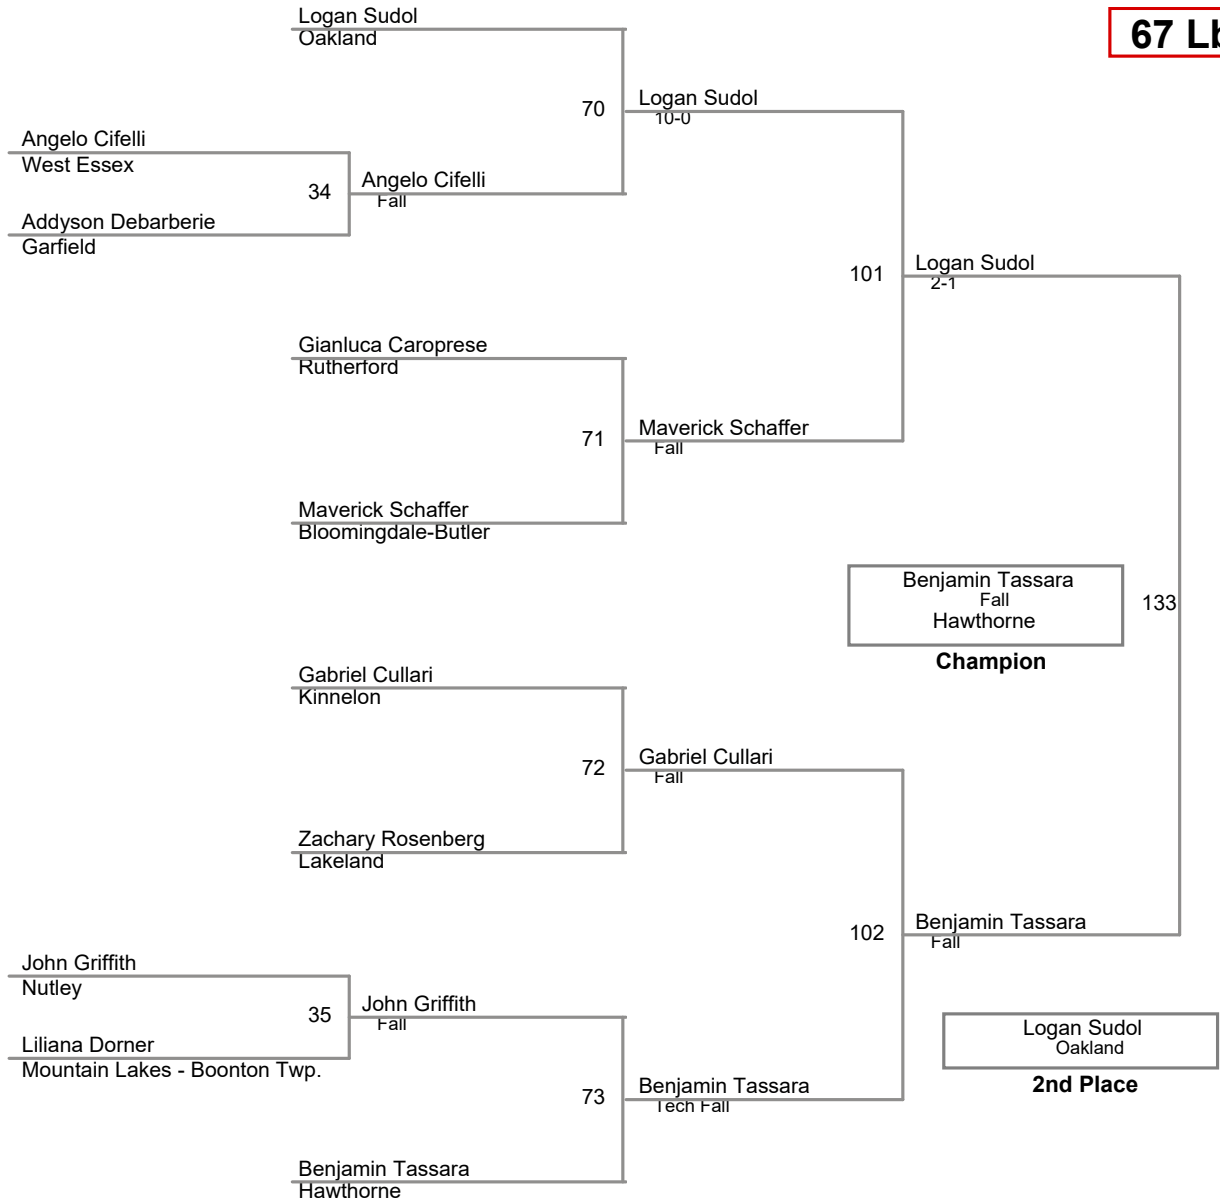 Logan Sudol
Oakland
67 Lb
70
Logan Sudol
10-0
Angelo Cifelli
West Essex
34
Angelo Cifelli
Fall
Addyson Debarberie
Garfield
101
Logan Sudol
2-1
Gianluca Caroprese
Rutherford
71
Maverick Schaffer
Fall
Maverick Schaffer
Bloomingdale-Butler
Benjamin Tassara
Fall
Hawthorne
133
Champion
Gabriel Cullari
Kinnelon
72
Gabriel Cullari
Fall
Zachary Rosenberg
Lakeland
102
Benjamin Tassara
Fall
John Griffith
Nutley
35
John Griffith
Fall
Liliana Dorner
Mountain Lakes - Boonton Twp.
Logan Sudol
Oakland
2nd Place
73
Benjamin Tassara
Tech Fall
Benjamin Tassara
Hawthorne